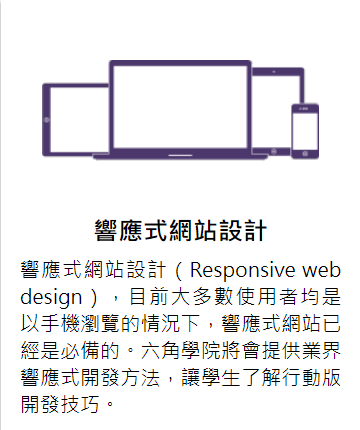 響應式網站設計
響應式網站設計（Responsive web
design），目前大多數使用者均是
以手機瀏覽的情況下，響應式網站已
經是必備的。六角學院將會提供業界
響應式開發方法，讓學生了解行動版
開發技巧。